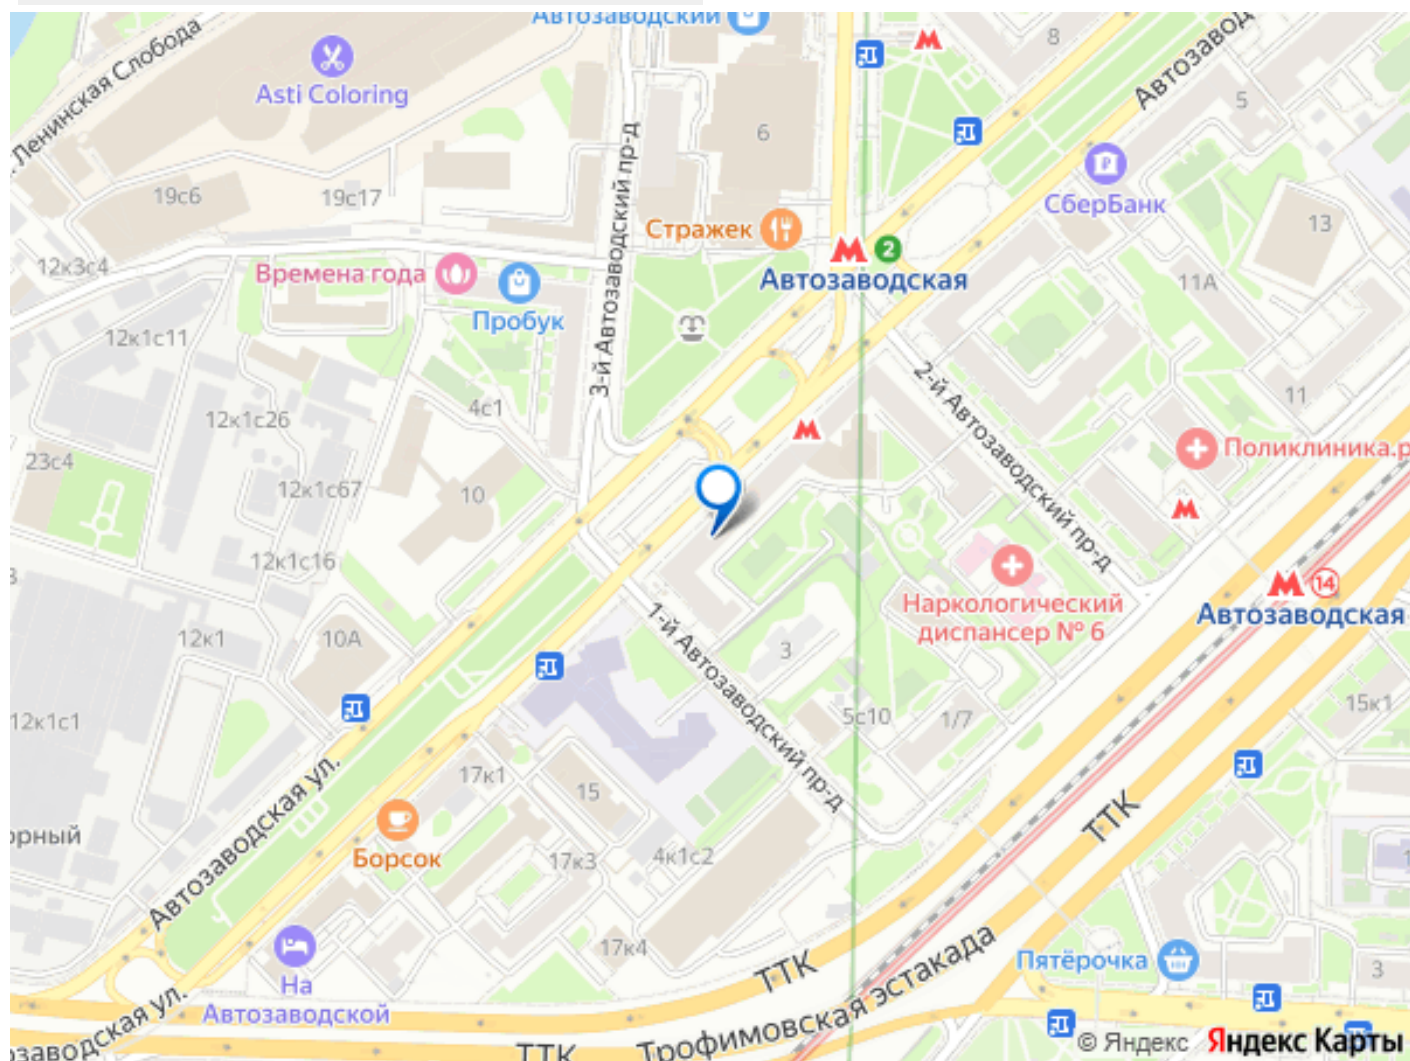 Автозаводский
Ленинская Слобода
Asti Coloring
8
Автозавод
5
6
СберБанк
19с6
19с17
3-й Автозаводский пр-д
Стражек
13
2
Автозаводская
12к3с4
Времена года
Пробук
11А
12к1с11
2-й Автозаводский пр-д
11
4с1
12к1с26
Поликлиника.р
23с4
12к1с67
10
12к1с16
Наркологический
диспансер № 6
14
Автозаводская
12к1
10А
1-й Автозаводский пр-д
3
12к1с1
5с10
1/7
15к1
17к1
15
Автозаводская ул.
ТТК
орный
Борсок
17к3
4к1с2
17к4
ТТК
Трофимовская эстакада
Пятёрочка
3
На
Автозаводской
заводская ул.
ТТК
© Яндекс Яндекс Карты